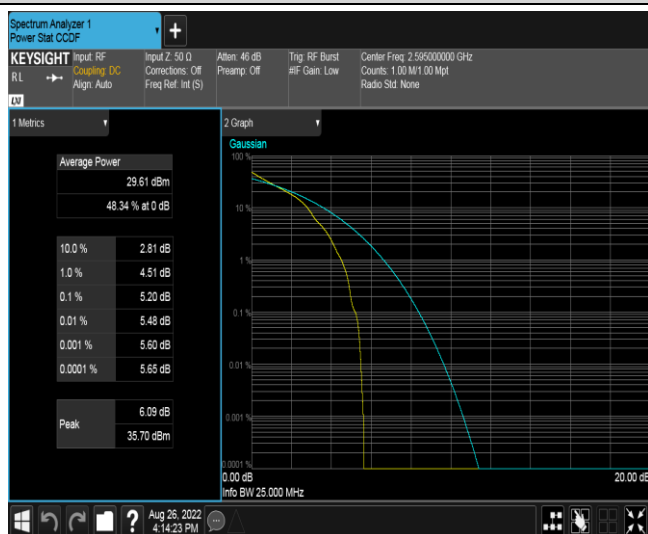 Spectrum Analyzer 1
Power Stat CCDF
KEYSIGHT
RL
LXI
Input: RF
Coupling: DC
Align: Auto
Input Z: 50 Ω
Corrections: Off
Freq Ref: Int (S)
Atten: 46 dB
Preamp: Off
Trig: RF Burst
#IF Gain: Low
Center Freq: 2.595000000 GHz
Counts: 1.00 M/1.00 Mpt
Radio Std: None
1 Metrics
Average Power
29.61 dBm
48.34 % at 0 dB
10.0 % 2.81 dB
1.0 % 4.51 dB
0.1 % 5.20 dB
0.01 % 5.48 dB
0.001 % 5.60 dB
0.0001 % 5.65 dB
Peak
6.09 dB
35.70 dBm
2 Graph
Gaussian
100 %
10 %
1 %
0.1 %
0.01 %
0.001 %
0.0001 %
0.00 dB
20.00 dB
Info BW 25.000 MHz
?
Aug 26, 2022
4:14:23 PM